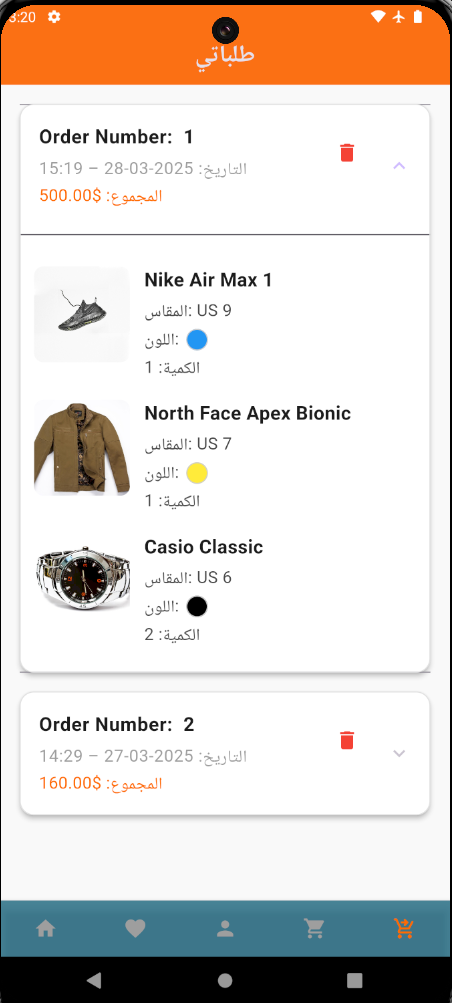 3:20
طلباتي
Order Number: 1
التاريخ: 2025-03-28 – 15:19
المجموع: $500.00
Nike Air Max 1
المقاس: US 9
اللون:
الكمية: 1
North Face Apex Bionic
المقاس: US 7
اللون:
الكمية: 1
Casio Classic
المقاس: US 6
اللون:
الكمية: 2
Order Number: 2
التاريخ: 2025-03-27 – 14:29
المجموع: $160.00